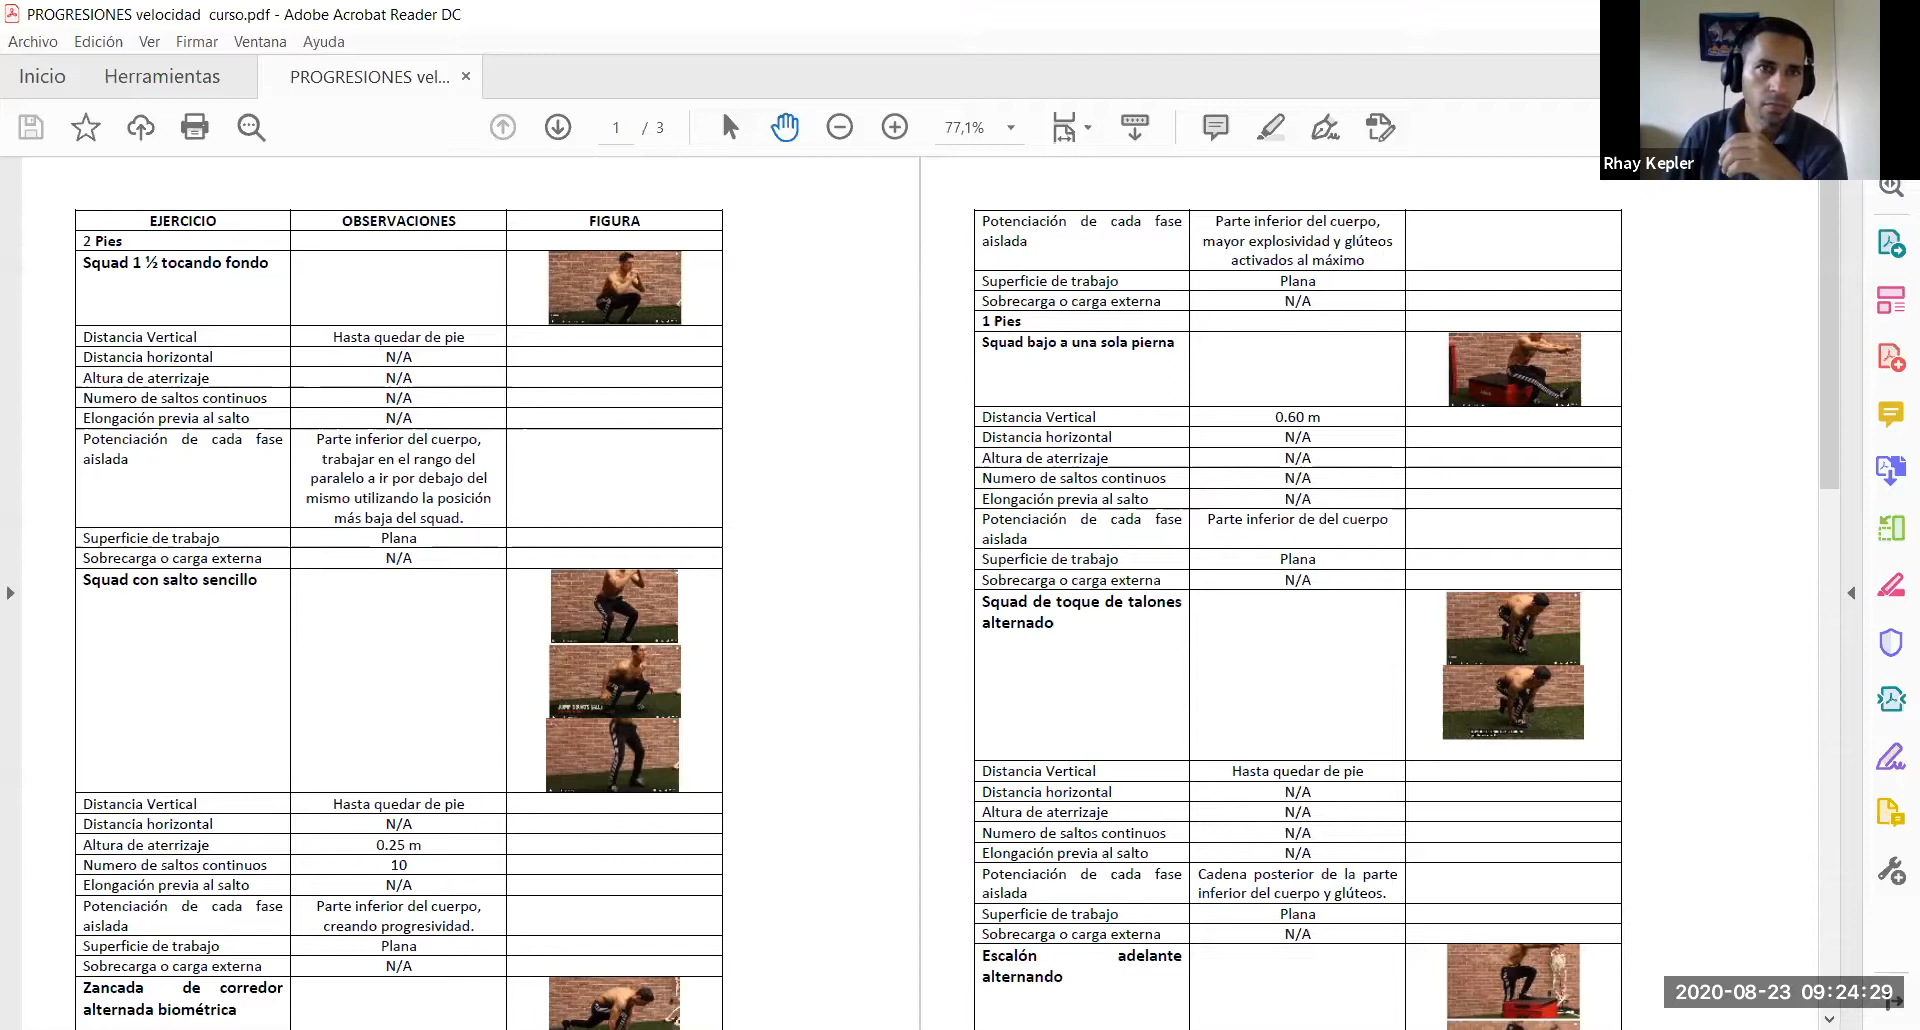 PROGRESIONES velocidad  curso.pdf - Adobe Acrobat Reader DC
Archivo Edición Ver Firmar Ventana Ayuda
Inicio Herramientas PROGRESIONES vel... ×
1 / 3 77,1%
Rhay Kepler
EJERCICIO OBSERVACIONES FIGURA
2 Pies
Squad 1 ½ tocando fondo
Distancia Vertical Hasta quedar de pie
Distancia horizontal N/A
Altura de aterrizaje N/A
Numero de saltos continuos N/A
Elongación previa al salto N/A
Potenciación de cada fase Parte inferior del cuerpo,
aislada trabajar en el rango del
paralelo a ir por debajo del
mismo utilizando la posición
más baja del squad.
Superficie de trabajo Plana
Sobrecarga o carga externa N/A
Squad con salto sencillo
Distancia Vertical Hasta quedar de pie
Distancia horizontal N/A
Altura de aterrizaje 0.25 m
Numero de saltos continuos 10
Elongación previa al salto N/A
Potenciación de cada fase Parte inferior del cuerpo,
aislada creando progresividad.
Superficie de trabajo Plana
Sobrecarga o carga externa N/A
Zancada de corredor
alternada biométrica
Potenciación de cada fase Parte inferior del cuerpo,
aislada mayor explosividad y glúteos
activados al máximo
Superficie de trabajo Plana
Sobrecarga o carga externa N/A
1 Pies
Squad bajo a una sola pierna
Distancia Vertical 0.60 m
Distancia horizontal N/A
Altura de aterrizaje N/A
Numero de saltos continuos N/A
Elongación previa al salto N/A
Potenciación de cada fase Parte inferior de del cuerpo
aislada
Superficie de trabajo Plana
Sobrecarga o carga externa N/A
Squad de toque de talones
alternado
Distancia Vertical Hasta quedar de pie
Distancia horizontal N/A
Altura de aterrizaje N/A
Numero de saltos continuos N/A
Elongación previa al salto N/A
Potenciación de cada fase Cadena posterior de la parte
aislada inferior del cuerpo y glúteos.
Superficie de trabajo Plana
Sobrecarga o carga externa N/A
Escalón adelante
alternando
2020-08-23 09:24:29